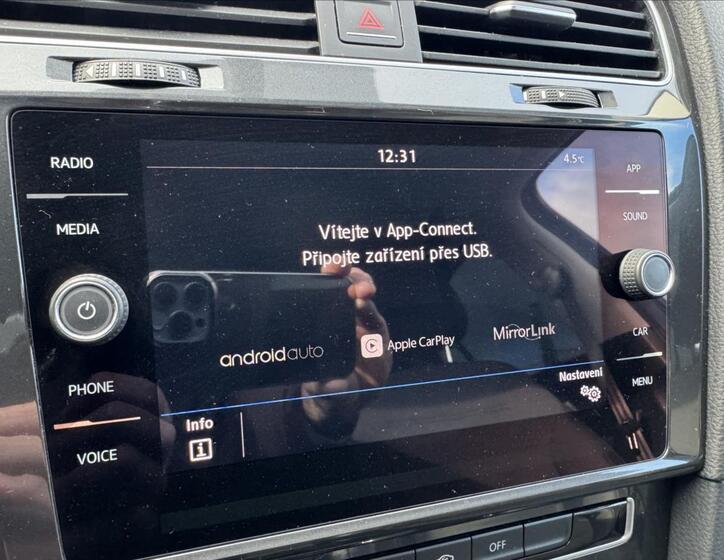 RADIO
MEDIA
PHONE
VOICE
12:31
4.5°C
Vítejte v App-Connect.
Připojte zařízení přes USB.
androidauto
Apple CarPlay
MirrorLink
Nastavení
Info
i
APP
SOUND
CAR
MENU
OFF